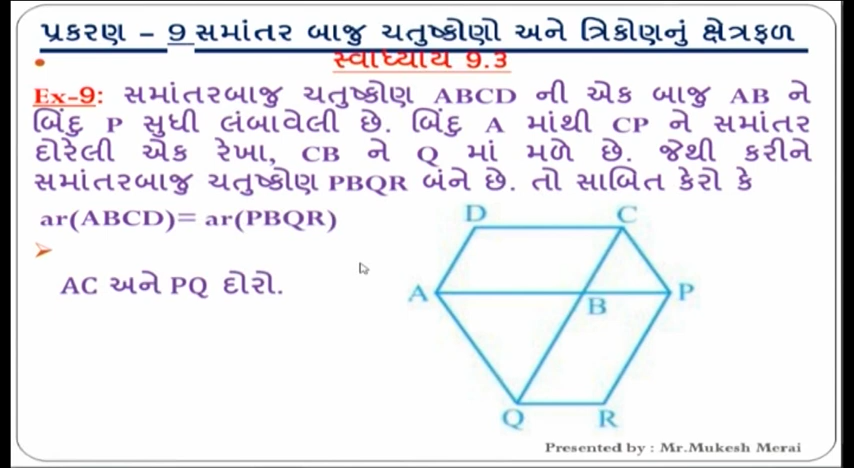 પ્રકરણ – 9 સમાંતર બાજુ ચતુષ્કોણો અને ત્રિકોણનું ક્ષેત્રફળ
સ્વાધ્યાય 9.3
Ex-9: સમાંતરબાજુ ચતુષ્કોણ ABCD ની એક બાજુ AB ને
બિંદુ P સુધી લંબાવેલી છે. બિંદુ A માંથી CP ને સમાંતર
દોરેલી એક રેખા, CB ને Q માં મળે છે. જેથી કરીને
સમાંતરબાજુ ચતુષ્કોણ PBQR બંને છે. તો સાબિત કેરો કે
ar(ABCD)= ar(PBQR)
AC અને PQ દોરો.
D C
A B P
Q R
Presented by : Mr.Mukesh Merai